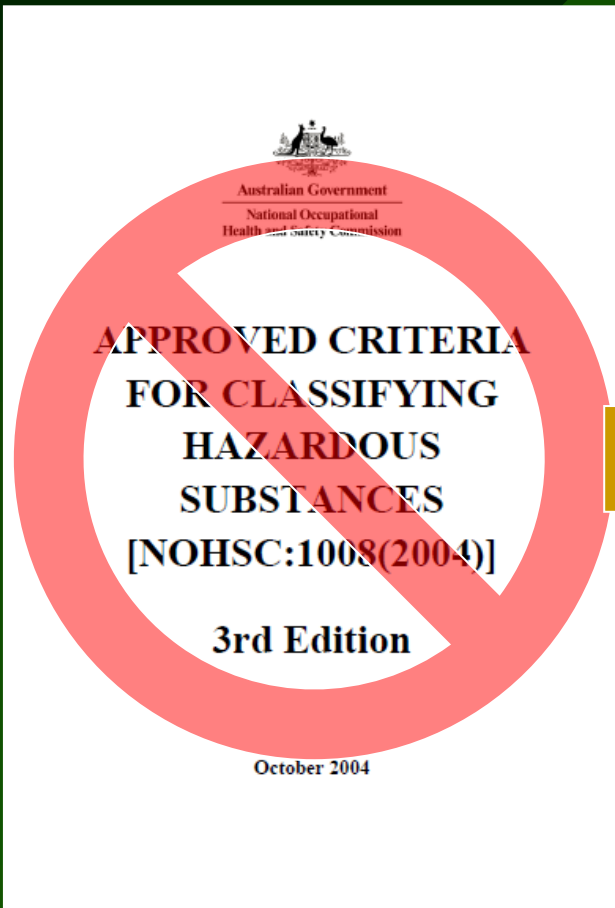 Australian Government
National Occupational
Health and Safety Commission
APPROVED CRITERIA
FOR CLASSIFYING
HAZARDOUS
SUBSTANCES
[NOHSC:1008(2004)]
3rd Edition
October 2004